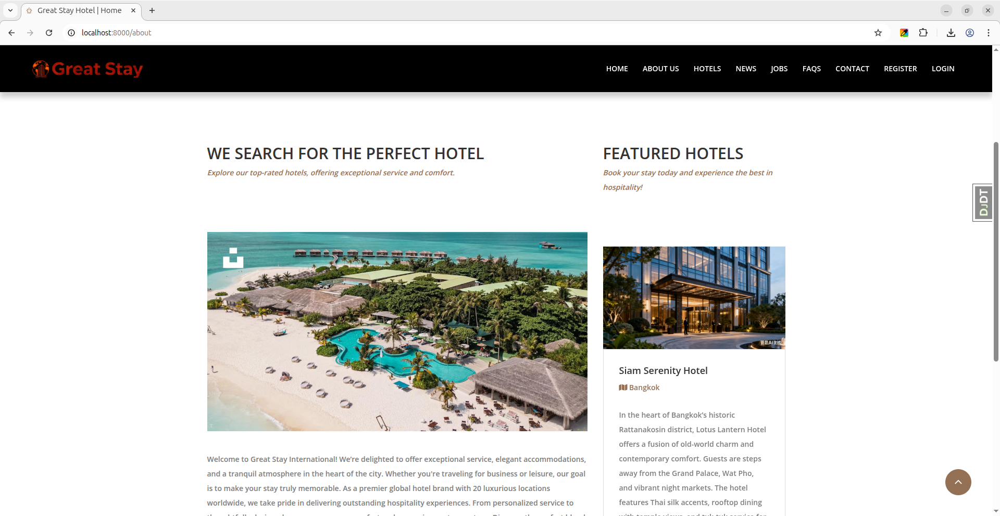 Great Stay Hotel | Home
localhost:8000/about
Great Stay
HOME ABOUT US HOTELS NEWS JOBS FAQS CONTACT REGISTER LOGIN
WE SEARCH FOR THE PERFECT HOTEL
Explore our top-rated hotels, offering exceptional service and comfort.
FEATURED HOTELS
Book your stay today and experience the best in
hospitality!
DJDT
豆包AI生成
Siam Serenity Hotel
Bangkok
In the heart of Bangkok’s historic
Rattanakosin district, Lotus Lantern Hotel
offers a fusion of old-world charm and
contemporary comfort. Guests are steps
away from the Grand Palace, Wat Pho,
and vibrant night markets. The hotel
features Thai silk accents, rooftop dining
Welcome to Great Stay International! We’re delighted to offer exceptional service, elegant accommodations,
and a tranquil atmosphere in the heart of the city. Whether you're traveling for business or leisure, our goal
is to make your stay truly memorable. As a premier global hotel brand with 20 luxurious locations
worldwide, we take pride in delivering outstanding hospitality experiences. From personalized service to